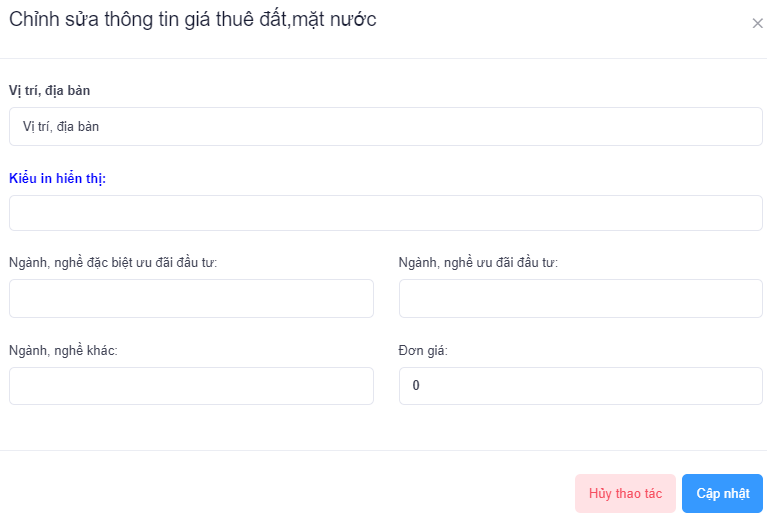 Chỉnh sửa thông tin giá thuê đất,mặt nước
×
Vị trí, địa bàn
Vị trí, địa bàn
Kiểu in hiển thị:
Ngành, nghề đặc biệt ưu đãi đầu tư:
Ngành, nghề ưu đãi đầu tư:
Ngành, nghề khác:
Đơn giá:
0
Hủy thao tác
Cập nhật